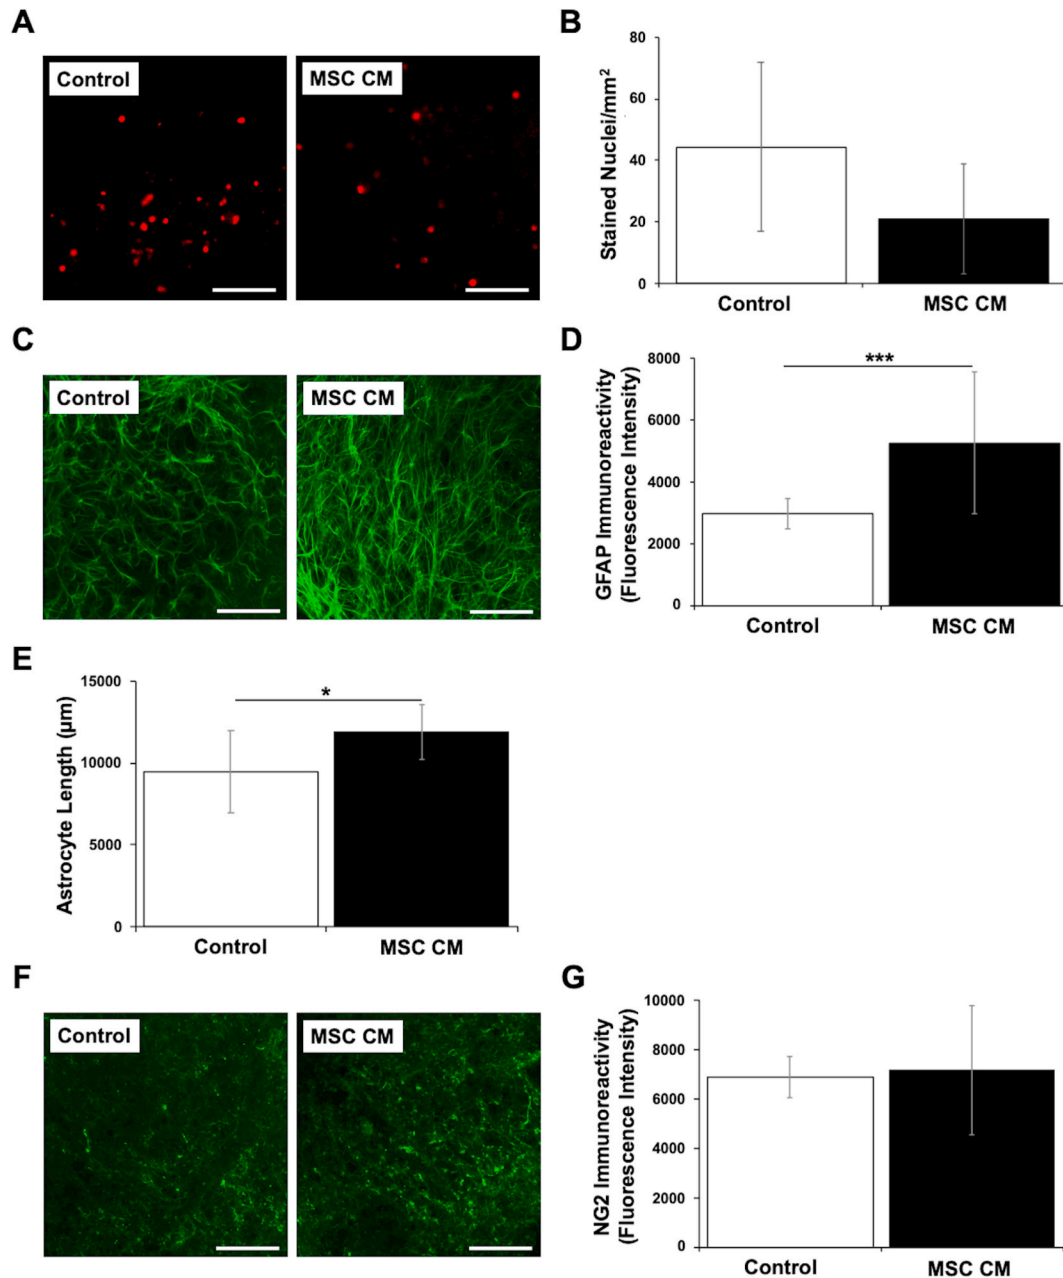 A
Control
MSC CM
B
80
60
40
20
0
Stained Nuclei/mm²
Control
MSC CM
C
Control
MSC CM
D
***
8000
6000
4000
2000
0
GFAP Immunoreactivity
(Fluorescence Intensity)
Control
MSC CM
E
*
15000
10000
5000
0
Astrocyte Length (µm)
Control
MSC CM
F
Control
MSC CM
G
10000
8000
6000
4000
2000
0
NG2 Immunoreactivity
(Fluorescence Intensity)
Control
MSC CM